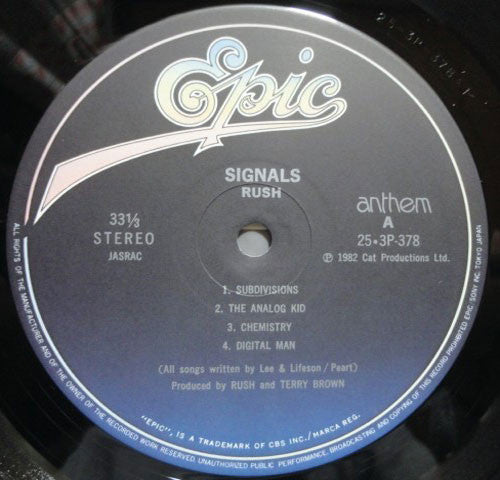 25·3P-378
Epic
SIGNALS
RUSH
33⅓
STEREO
JASRAC
anthem
A
25•3P-378
Ⓟ 1982 Cat Productions Ltd.
1. SUBDIVISIONS
2. THE ANALOG KID
3. CHEMISTRY
4. DIGITAL MAN
(All songs written by Lee & Lifeson / Peart)
Produced by RUSH and TERRY BROWN
"EPIC", IS A TRADEMARK OF CBS INC./MARCA REG.
ALL RIGHTS OF THE MANUFACTURER AND OF THE OWNER OF THE RECORDED WORK RESERVED. UNAUTHORIZED PUBLIC PERFORMANCE, BROADCASTING AND COPYING OF THIS RECORD PROHIBITED EPIC/SONY INC. TOKYO JAPAN